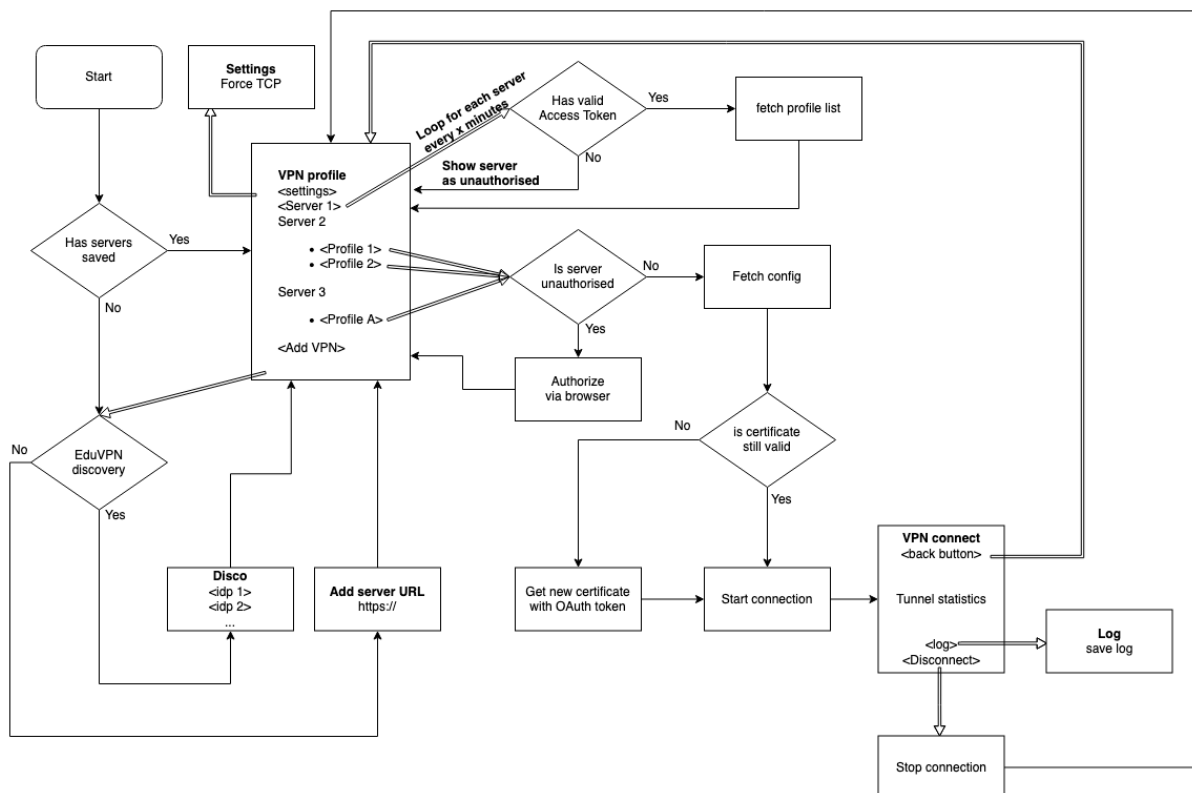 Start
Settings
Force TCP
Loop for each server
every x minutes
Has valid
Access Token
Yes
fetch profile list
No
Show server
as unauthorised
VPN profile
<settings>
<Server 1>
Server 2
• <Profile 1>
• <Profile 2>
Server 3
• <Profile A>
<Add VPN>
Has servers
saved
Yes
No
Is server
unauthorised
No
Fetch config
Yes
Authorize
via browser
EduVPN
discovery
No
Yes
is certificate
still valid
No
Yes
Disco
<idp 1>
<idp 2>
...
Add server URL
https://
Get new certificate
with OAuth token
Start connection
VPN connect
<back button>
Tunnel statistics
<log>
<Disconnect>
Log
save log
Stop connection